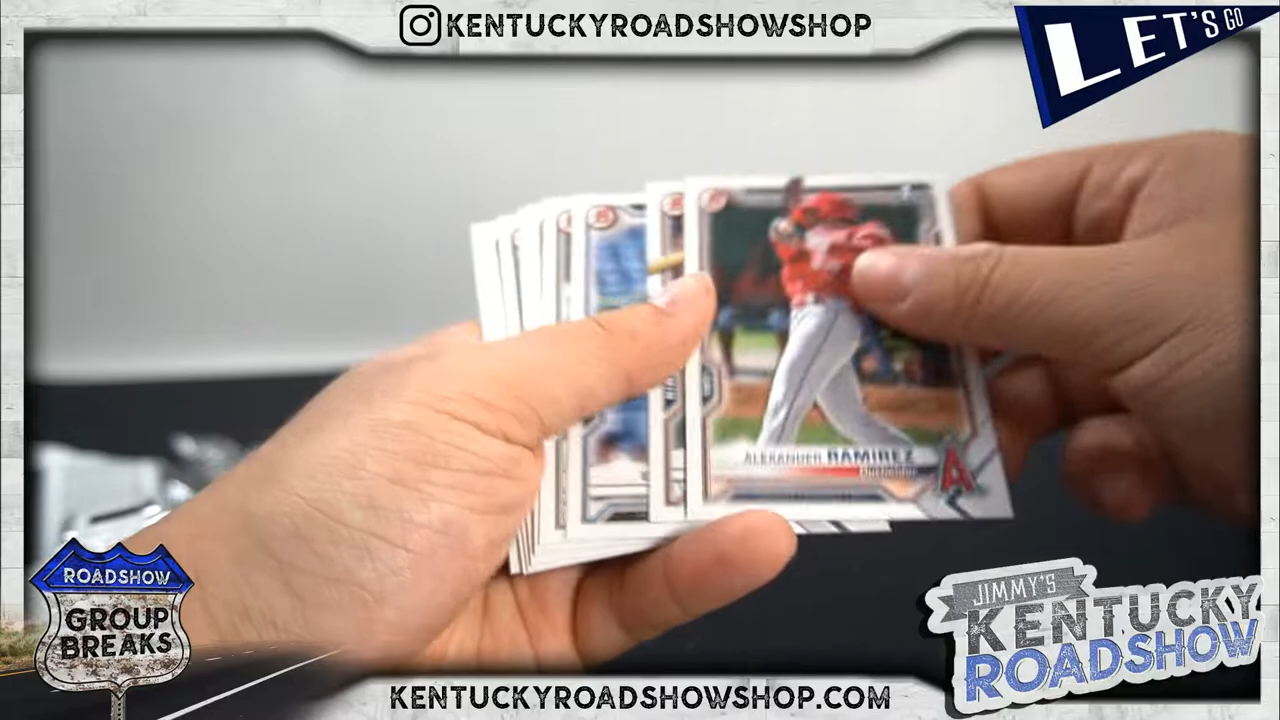 KENTUCKYROADSHOWSHOP
LET'S GO
ALEXANDER RAMIREZ
A
ROADSHOW
GROUP
BREAKS
JIMMY'S
KENTUCKY
ROADSHOW
KENTUCKYROADSHOWSHOP.COM